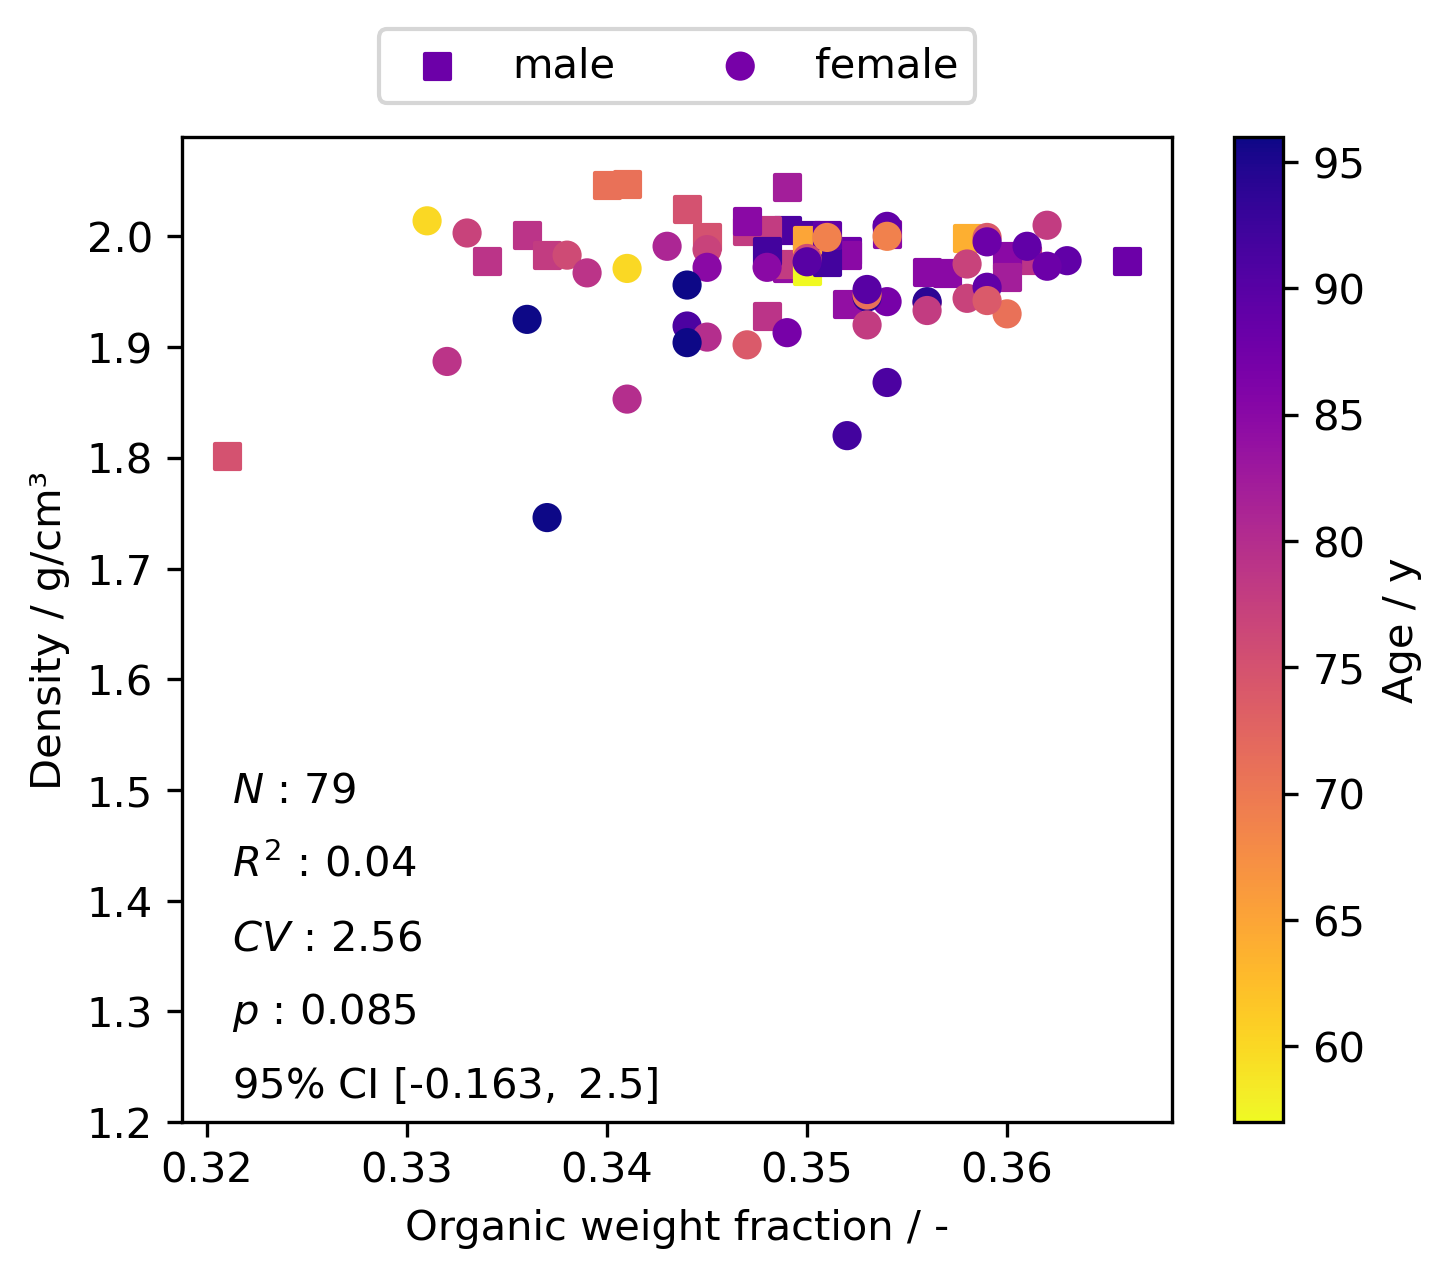 male female
2.0
1.9
1.8
1.7
1.6
1.5
1.4
1.3
1.2
Density / g/cm³
N : 79
R² : 0.04
CV : 2.56
p : 0.085
95% CI [-0.163, 2.5]
0.32 0.33 0.34 0.35 0.36
Organic weight fraction / -
95
90
85
80
75
70
65
60
Age / y